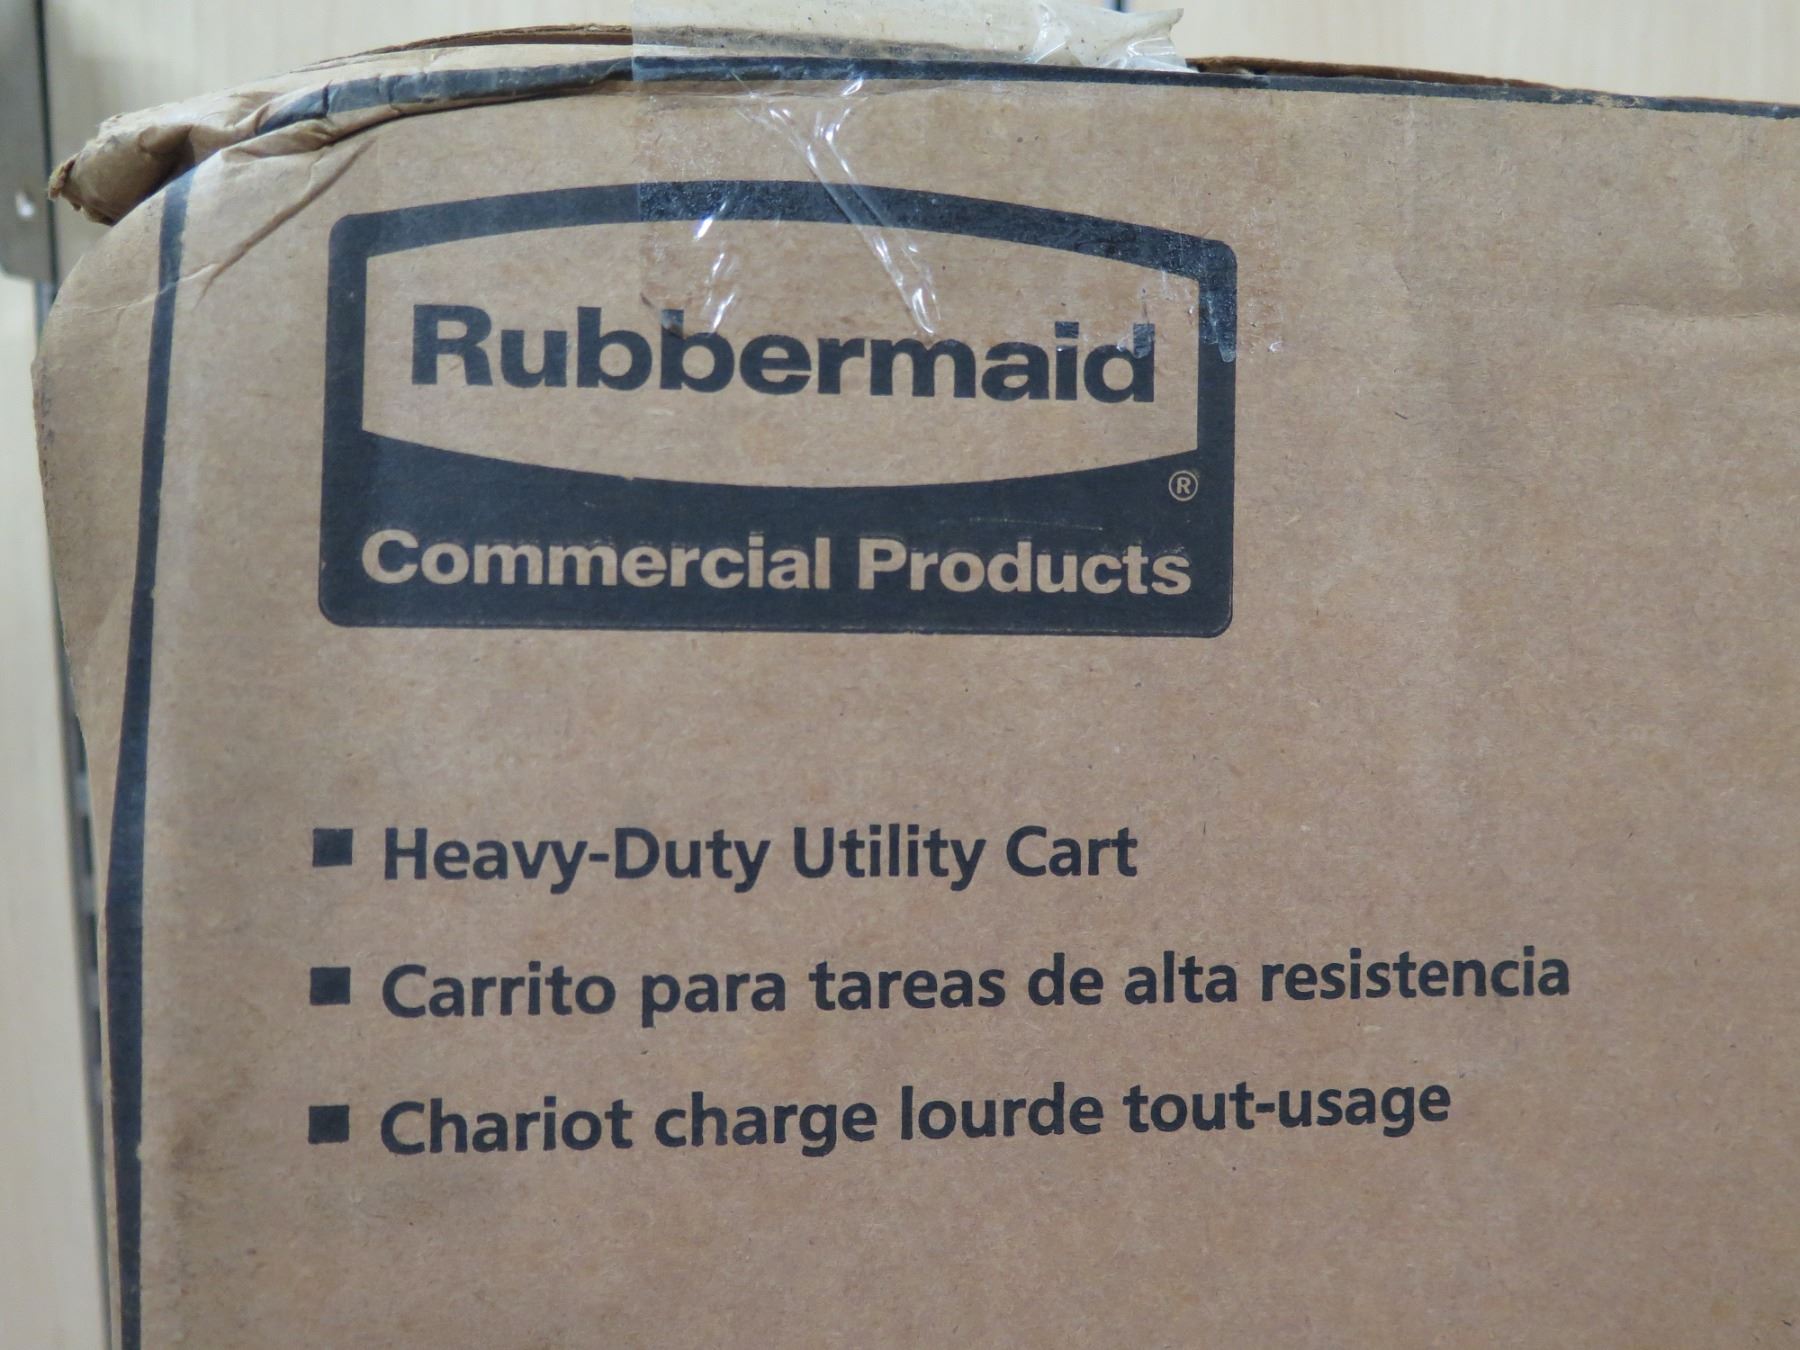 Rubbermaid
®
Commercial Products
■ Heavy-Duty Utility Cart
■ Carrito para tareas de alta resistencia
■ Chariot charge lourde tout-usage